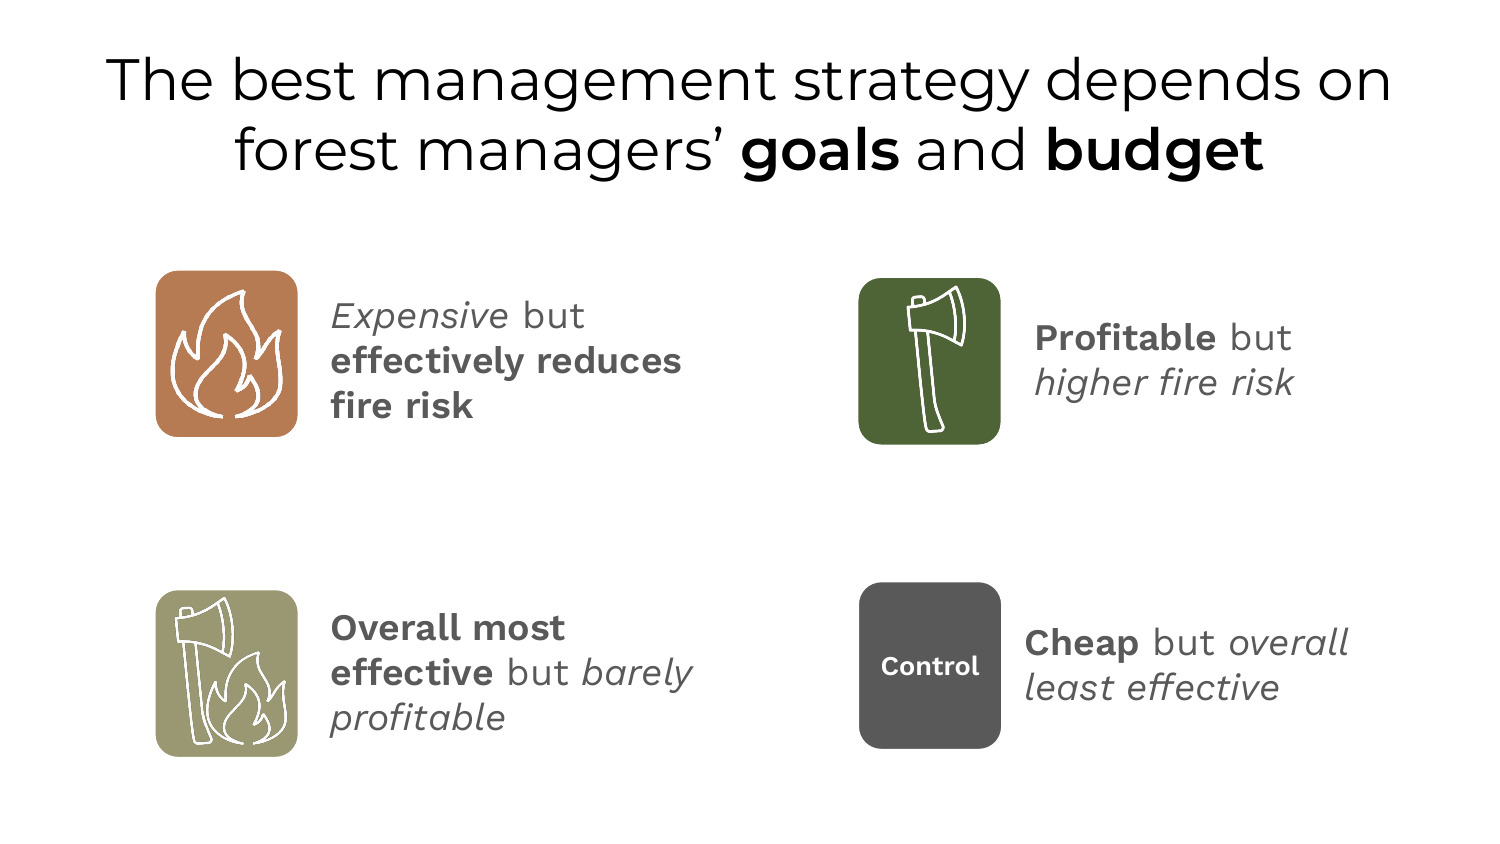 The best management strategy depends on
forest managers’ goals and budget
Expensive but
effectively reduces
fire risk
Profitable but
higher fire risk
Overall most
effective but barely
profitable
Control
Cheap but overall
least effective